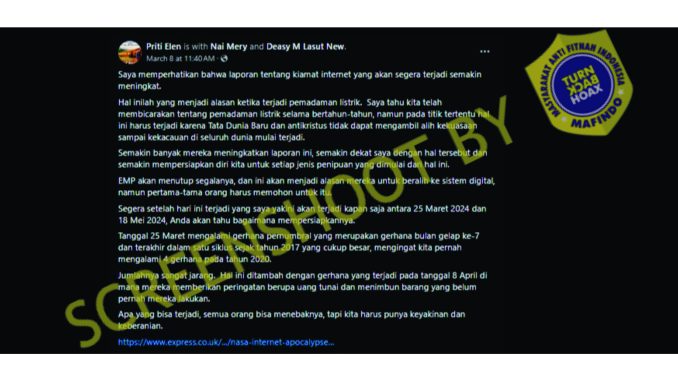 Priti Elen is with Nai Mery and Deasy M Lasut New.
March 8 at 11:40 AM
Saya memperhatikan bahwa laporan tentang kiamat internet yang akan segera terjadi semakin
meningkat.
Hal inilah yang menjadi alasan ketika terjadi pemadaman listrik. Saya tahu kita telah
membicarakan tentang pemadaman listrik selama bertahun-tahun, namun pada titik tertentu hal
ini harus terjadi karena Tata Dunia Baru dan antikristus tidak dapat mengambil alih kekuasaan
sampai kekacauan di seluruh dunia mulai terjadi.
Semakin banyak mereka meningkatkan laporan ini, semakin dekat saya dengan hal tersebut dan
semakin mempersiapkan diri kita untuk setiap jenis penipuan yang dimulai dari hal ini.
EMP akan menutup segalanya, dan ini akan menjadi alasan mereka untuk beralih ke sistem digital,
namun pertama-tama orang harus memohon untuk itu.
Segera setelah hari ini terjadi yang saya yakini akan terjadi kapan saja antara 25 Maret 2024 dan
18 Mei 2024, Anda akan tahu bagaimana mempersiapkannya.
Tanggal 25 Maret mengalami gerhana penumbral yang merupakan gerhana bulan gelap ke-7
dan terakhir dalam satu siklus sejak tahun 2017 yang cukup besar, mengingat kita pernah
mengalami 4 gerhana pada tahun 2020.
Jumlahnya sangat jarang. Hal ini ditambah dengan gerhana yang terjadi pada tanggal 8 April di
mana mereka memberikan peringatan berupa uang tunai dan menimbun barang yang belum
pernah mereka lakukan.
Apa yang bisa terjadi, semua orang bisa menebaknya, tapi kita harus punya keyakinan dan
keberanian.
https://www.express.co.uk/.../nasa-internet-apocalypse...
SCREENSHOOT BY
MASYARAKAT ANTI FITNAH INDONESIA
TURN
BACK
HOAX
MAFINDO